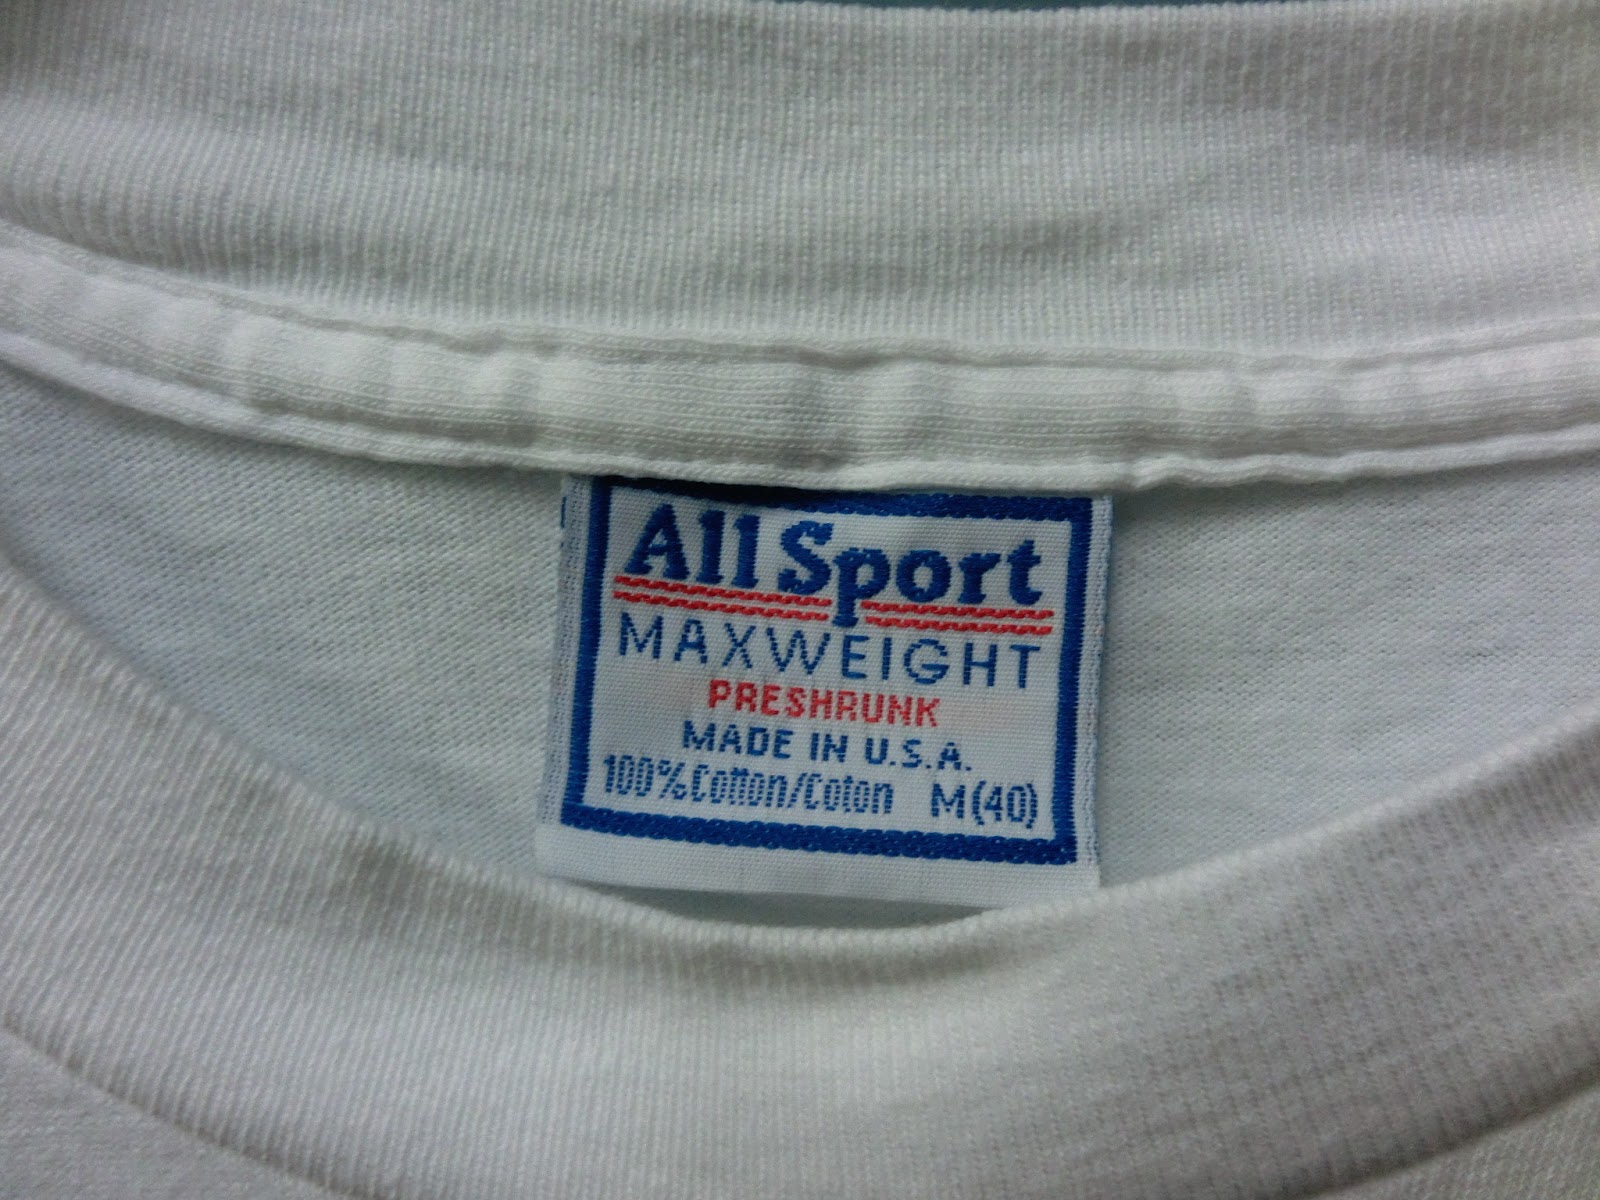 All Sport
MAXWEIGHT
PRESHRUNK
MADE IN U.S.A.
100% Cotton/Coton M(40)